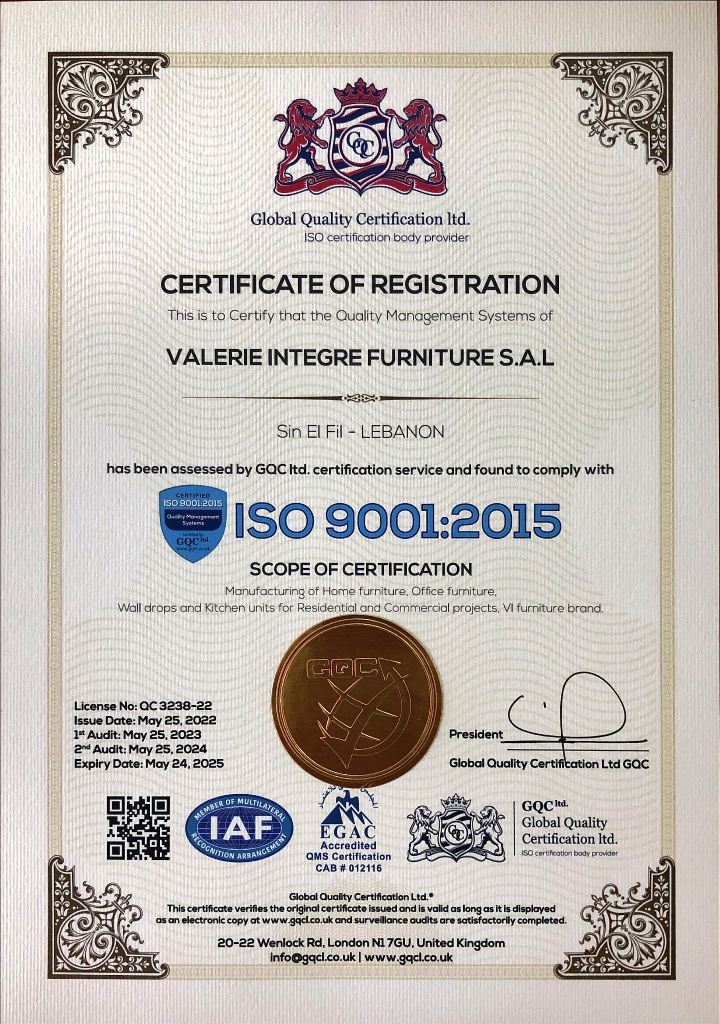 GQC
Global Quality Certification ltd.
ISO certification body provider
CERTIFICATE OF REGISTRATION
This is to Certify that the Quality Management Systems of
VALERIE INTEGRE FURNITURE S.A.L
Sin El Fil - LEBANON
has been assessed by GQC ltd. certification service and found to comply with
CERTIFIED
ISO 9001:2015
Quality Management
Systems
certified by
GQC ltd.
www.gqcl.co.uk
ISO 9001:2015
SCOPE OF CERTIFICATION
Manufacturing of Home furniture, Office furniture,
Wall drops and Kitchen units for Residential and Commercial projects, VI furniture brand.
GQC
License No: QC 3238-22
Issue Date: May 25, 2022
1st Audit: May 25, 2023
2nd Audit: May 25, 2024
Expiry Date: May 24, 2025
President
Global Quality Certification Ltd GQC
MEMBER OF MULTILATERAL
IAF
RECOGNITION ARRANGEMENT
EGAC
Accredited
QMS Certification
CAB # 012116
GQC
GQC ltd.
Global Quality
Certification ltd.
ISO certification body provider
Global Quality Certification Ltd.®
This certificate verifies the original certificate issued and is valid as long as it is displayed
as an electronic copy at www.gqcl.co.uk and surveillance audits are satisfactorily completed.
20-22 Wenlock Rd, London N1 7GU, United Kingdom
info@gqcl.co.uk | www.gqcl.co.uk